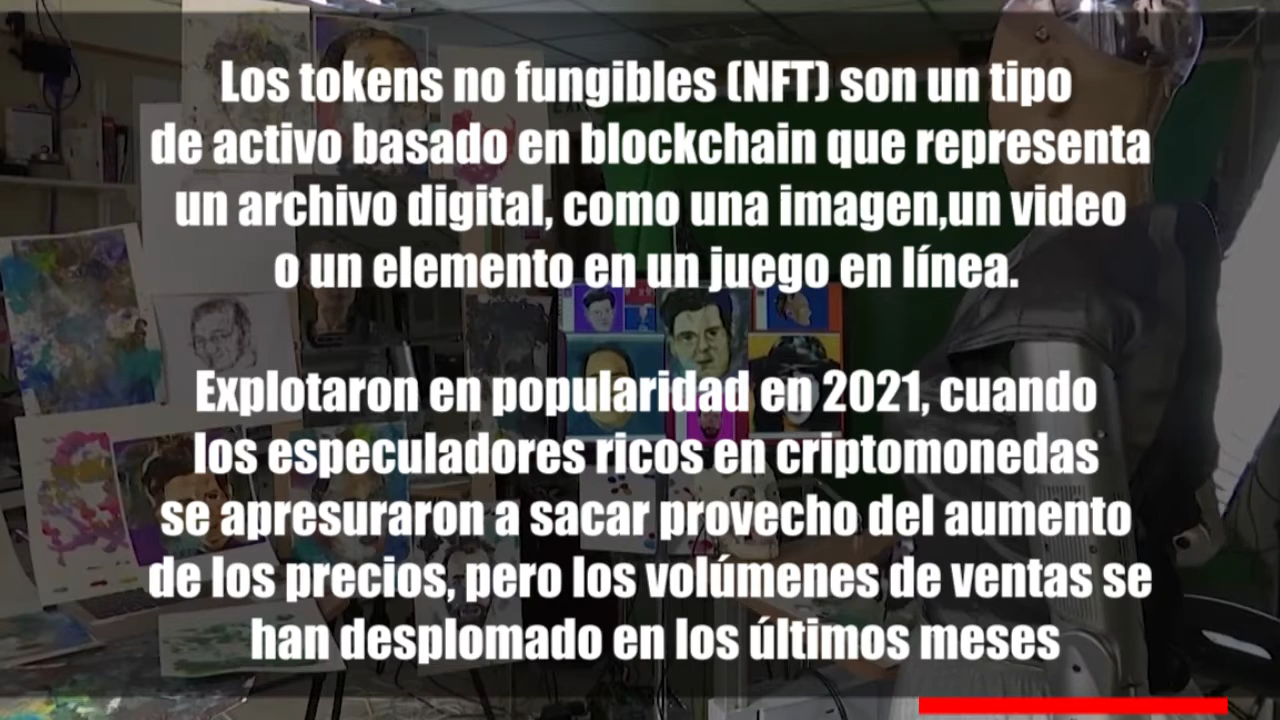 Los tokens no fungibles (NFT) son un tipo
de activo basado en blockchain que representa
un archivo digital, como una imagen,un video
o un elemento en un juego en línea.
Explotaron en popularidad en 2021, cuando
los especuladores ricos en criptomonedas
se apresuraron a sacar provecho del aumento
de los precios, pero los volúmenes de ventas se
han desplomado en los últimos meses